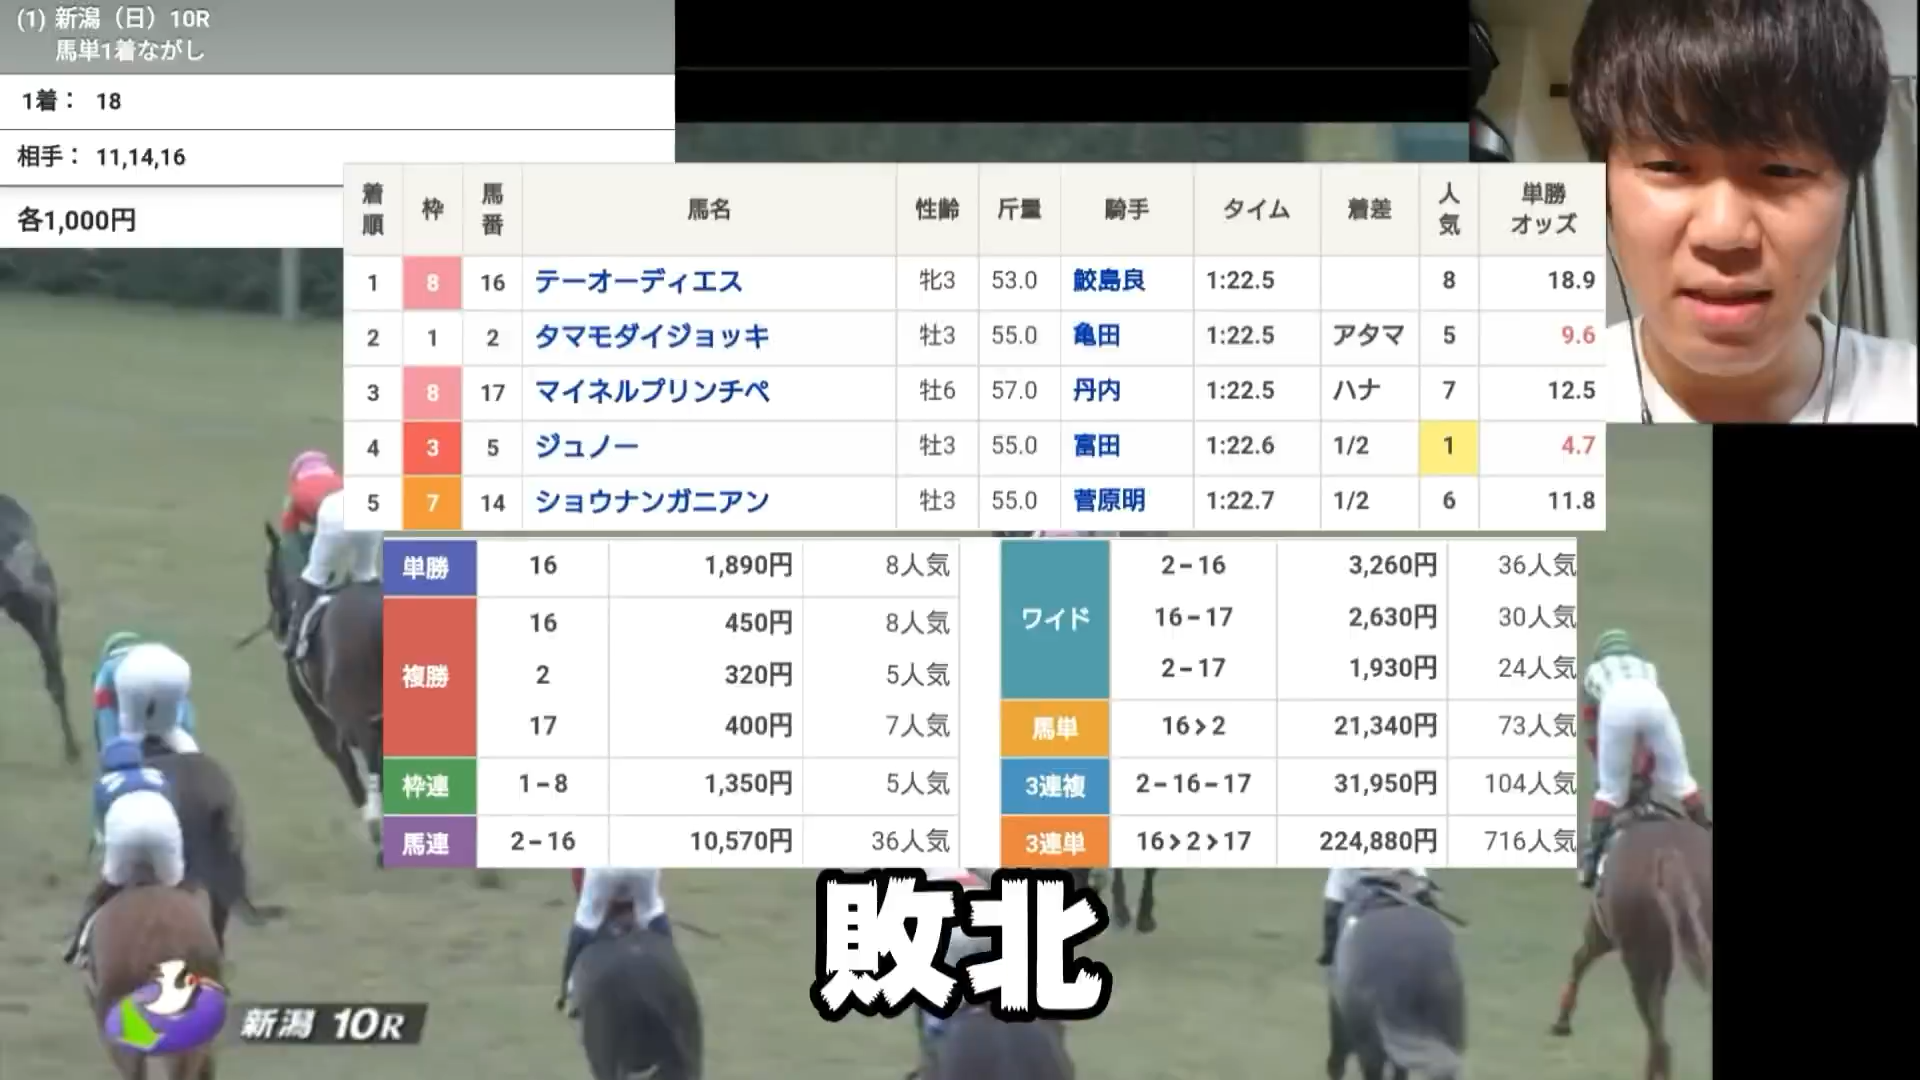 (1) 新潟（日）10R
馬単1着ながし
1着： 18
相手： 11,14,16
各1,000円
着順 枠 馬番 馬名 性齢 斤量 騎手 タイム 着差 人気 単勝オッズ
1 8 16 テーオーディエス 牝3 53.0 鮫島良 1:22.5 8 18.9
2 1 2 タマモダイジョッキ 牡3 55.0 亀田 1:22.5 アタマ 5 9.6
3 8 17 マイネルプリンチペ 牡6 57.0 丹内 1:22.5 ハナ 7 12.5
4 3 5 ジュノー 牡3 55.0 富田 1:22.6 1/2 1 4.7
5 7 14 ショウナンガニアン 牡3 55.0 菅原明 1:22.7 1/2 6 11.8
単勝 16 1,890円 8人気
複勝 16 450円 8人気
2 320円 5人気
17 400円 7人気
枠連 1-8 1,350円 5人気
馬連 2-16 10,570円 36人気
ワイド 2-16 3,260円 36人気
16-17 2,630円 30人気
2-17 1,930円 24人気
馬単 16>2 21,340円 73人気
3連複 2-16-17 31,950円 104人気
3連単 16>2>17 224,880円 716人気
敗北
新潟 10R